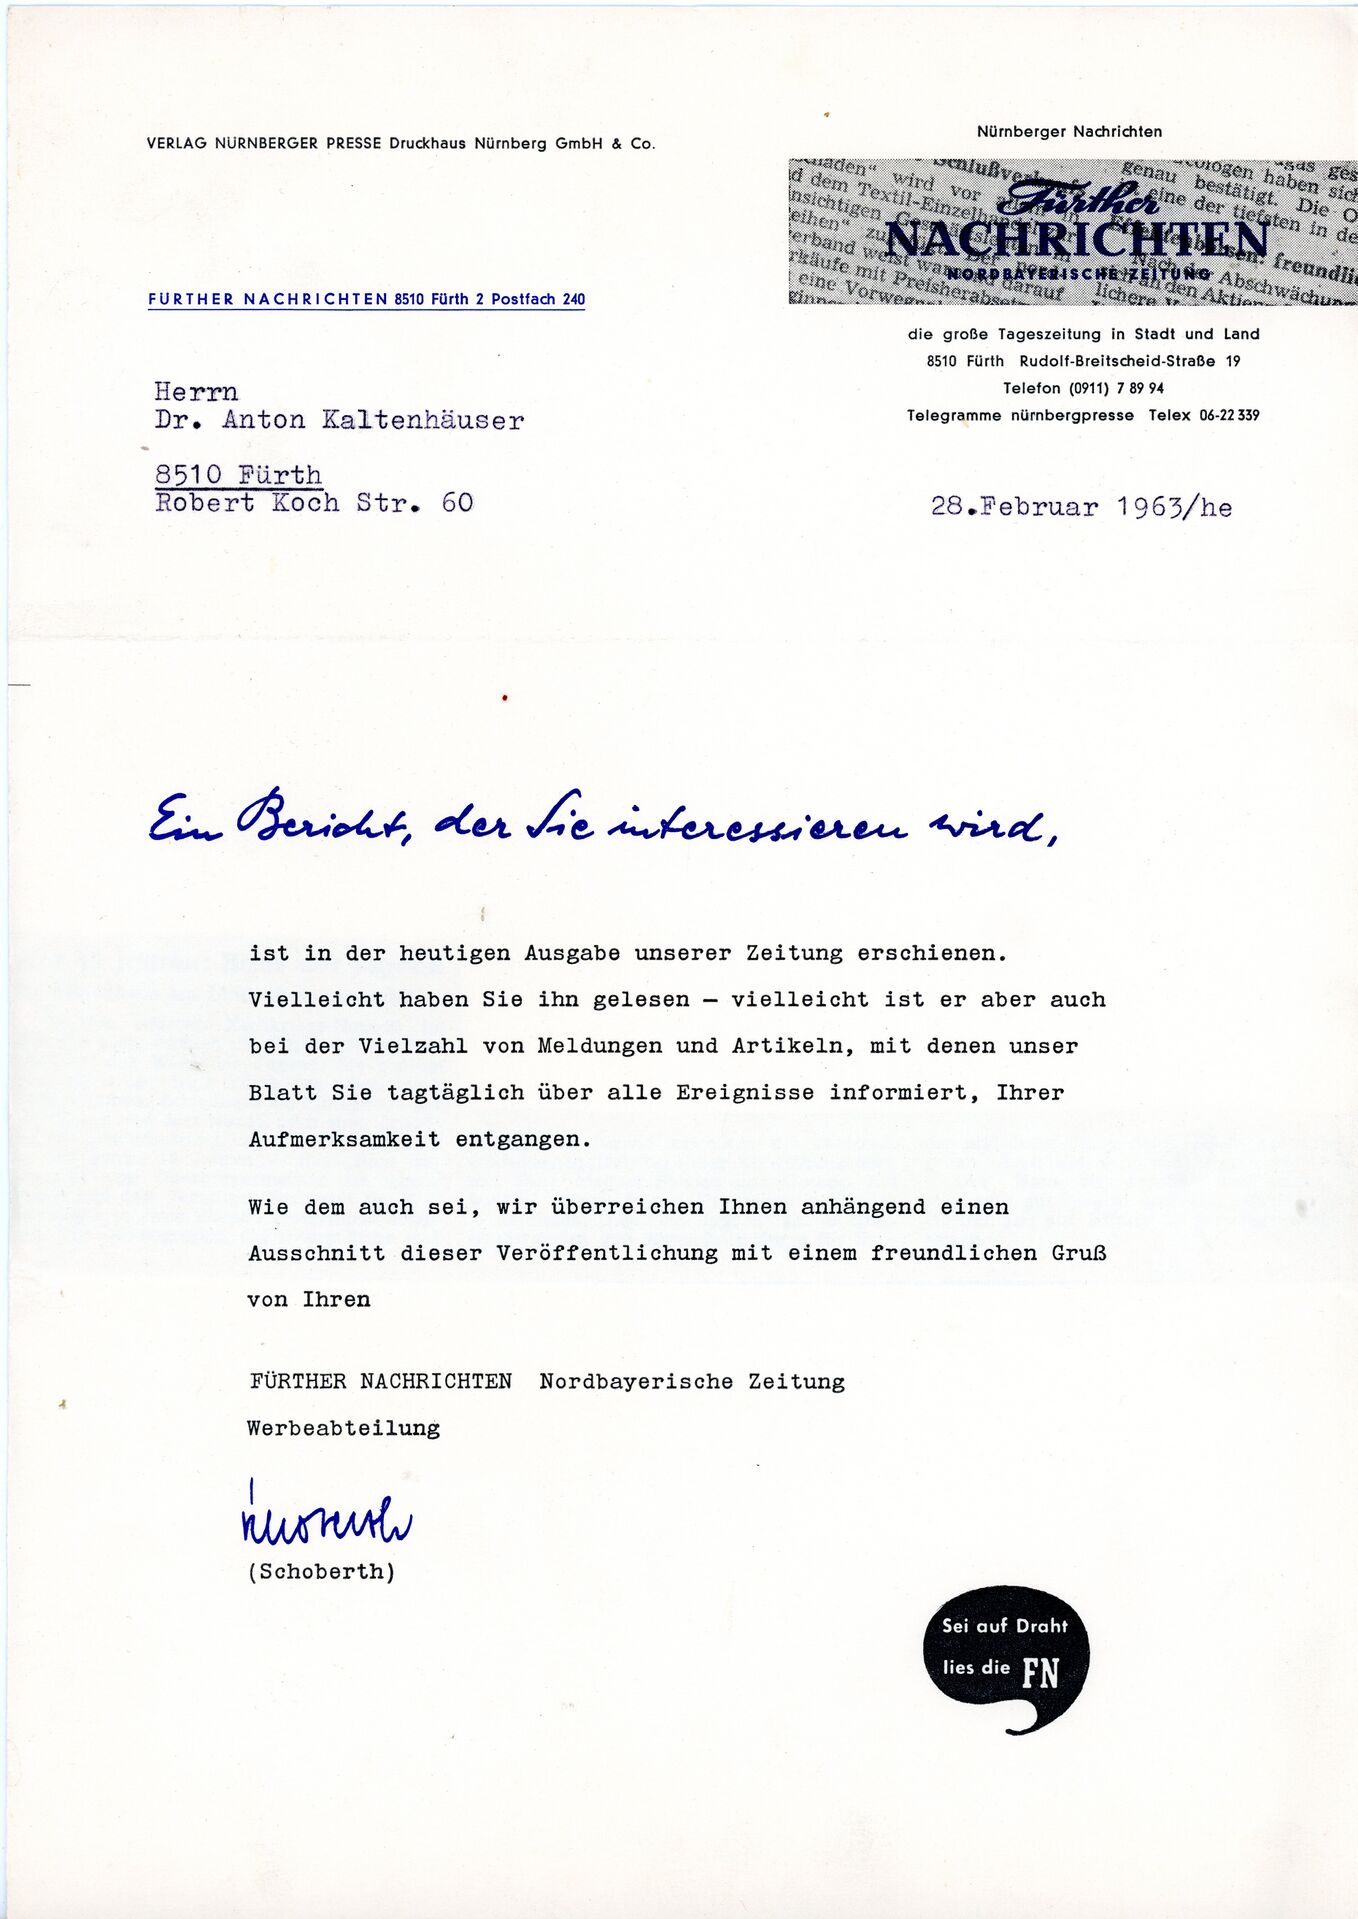 VERLAG NÜRNBERGER PRESSE Druckhaus Nürnberg GmbH & Co.
Nürnberger Nachrichten
Fürther
NACHRICHTEN
NORDBAYERISCHE ZEITUNG
FÜRTHER NACHRICHTEN 8510 Fürth 2 Postfach 240
die große Tageszeitung in Stadt und Land
8510 Fürth Rudolf-Breitscheid-Straße 19
Telefon (0911) 7 89 94
Telegramme nürnbergpresse Telex 06-22 339
Herrn
Dr. Anton Kaltenhäuser
8510 Fürth
Robert Koch Str. 60
28.Februar 1963/he
Ein Bericht, der Sie interessieren wird,
ist in der heutigen Ausgabe unserer Zeitung erschienen.
Vielleicht haben Sie ihn gelesen – vielleicht ist er aber auch
bei der Vielzahl von Meldungen und Artikeln, mit denen unser
Blatt Sie tagtäglich über alle Ereignisse informiert, Ihrer
Aufmerksamkeit entgangen.
Wie dem auch sei, wir überreichen Ihnen anhängend einen
Ausschnitt dieser Veröffentlichung mit einem freundlichen Gruß
von Ihren
FÜRTHER NACHRICHTEN Nordbayerische Zeitung
Werbeabteilung
(Schoberth)
Sei auf Draht
lies die FN